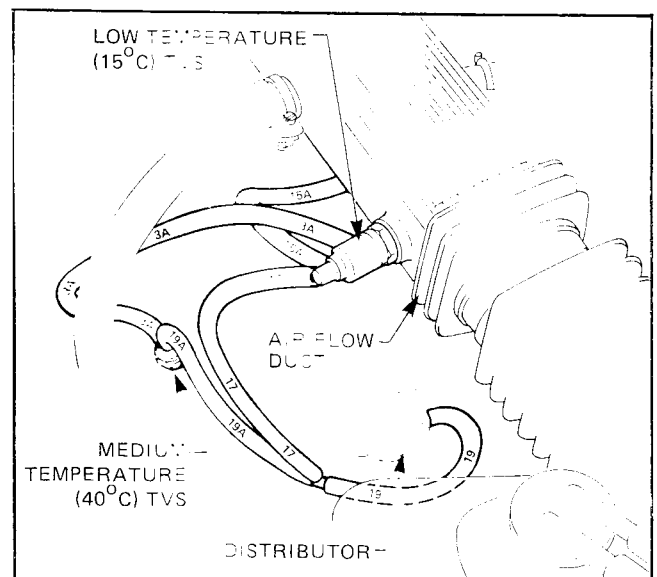 LOW TEMPERATURE
(15°C) TVS
15A
3A
3A
19A
17
19A
17
19
19
AIR FLOW
DUCT
MEDIUM
TEMPERATURE
(40°C) TVS
DISTRIBUTOR